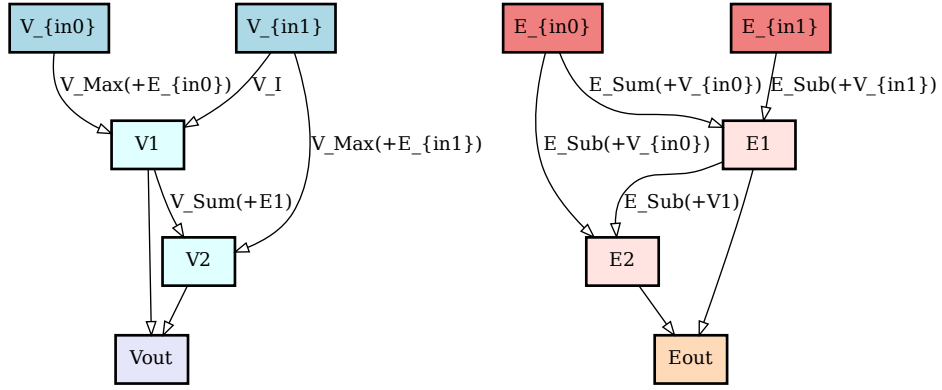 V_{in0}
V_{in1}
E_{in0}
E_{in1}
V_Max(+E_{in0})
V_I
E_Sum(+V_{in0})
E_Sub(+V_{in1})
V1
V_Max(+E_{in1})
E_Sub(+V_{in0})
E1
V_Sum(+E1)
E_Sub(+V1)
V2
E2
Vout
Eout